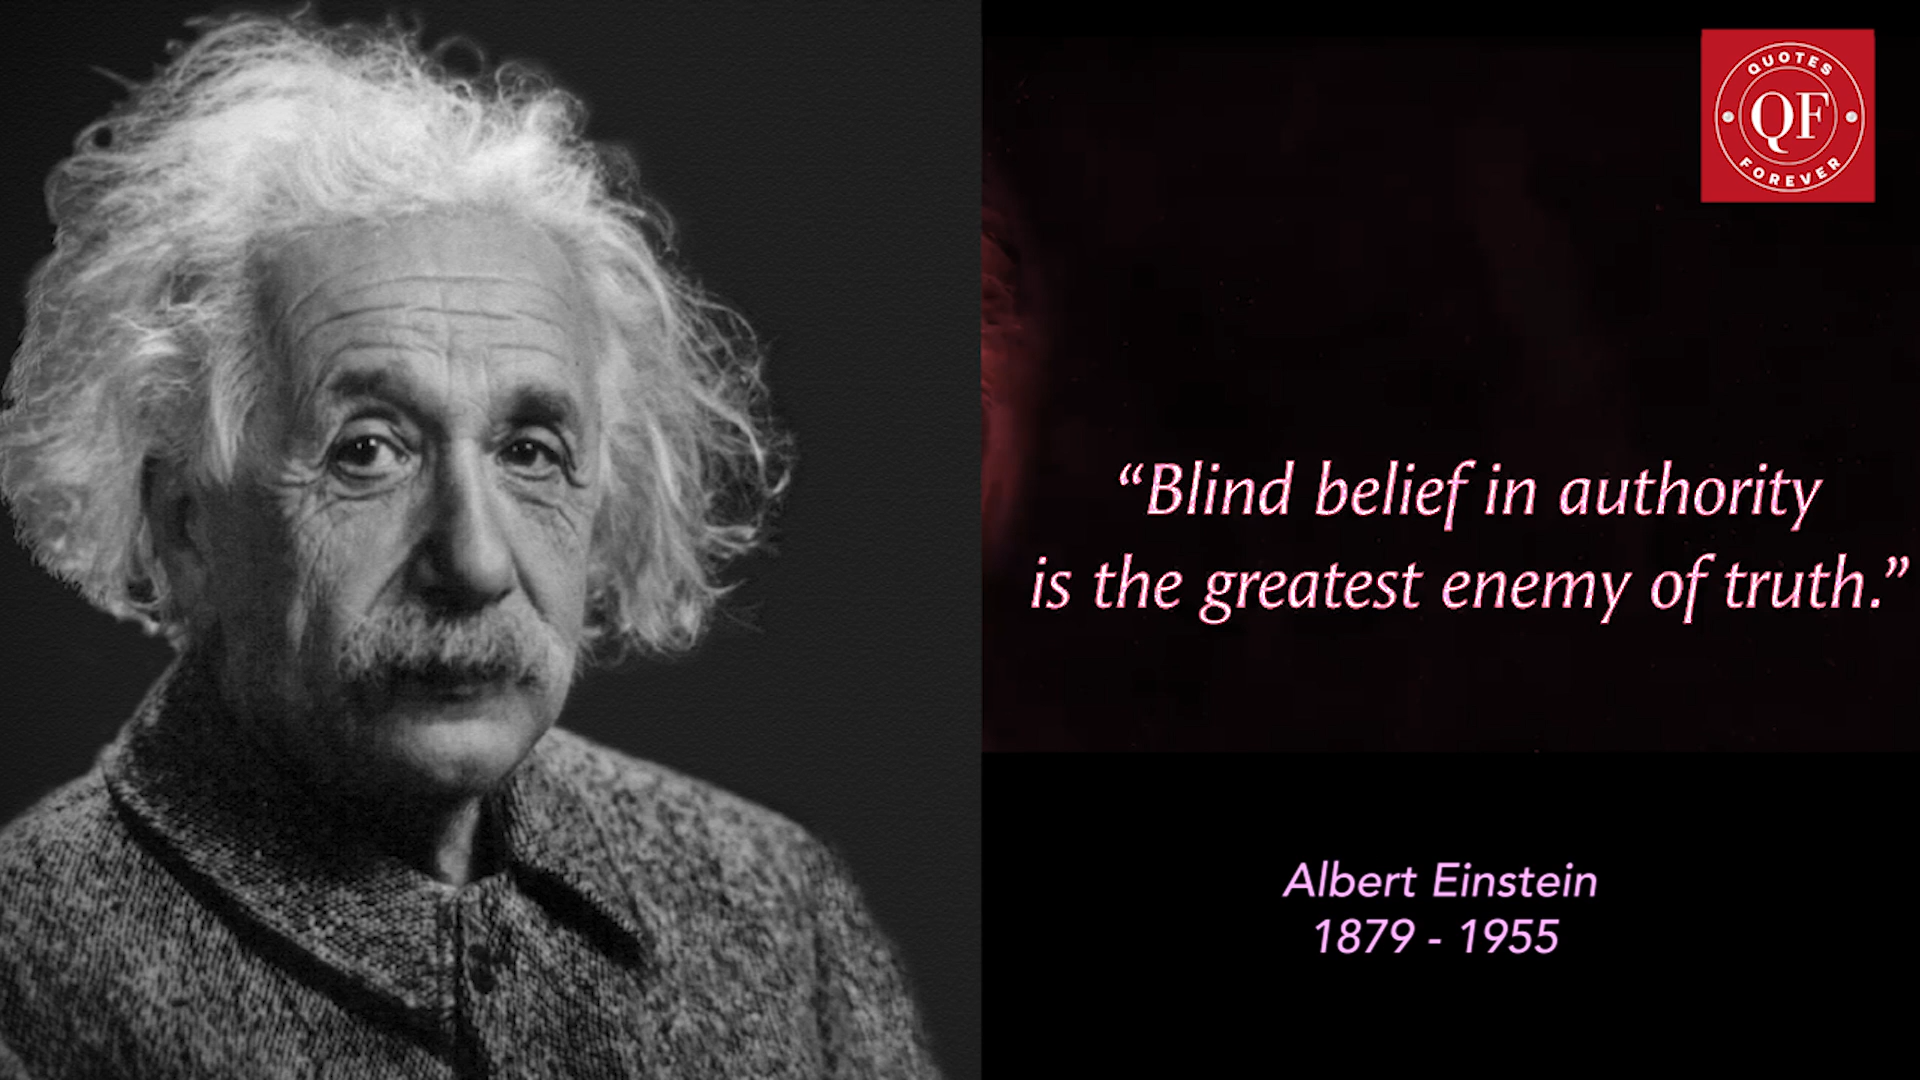 QUOTES
QF
FOREVER
“Blind belief in authority
is the greatest enemy of truth.”
Albert Einstein
1879 - 1955